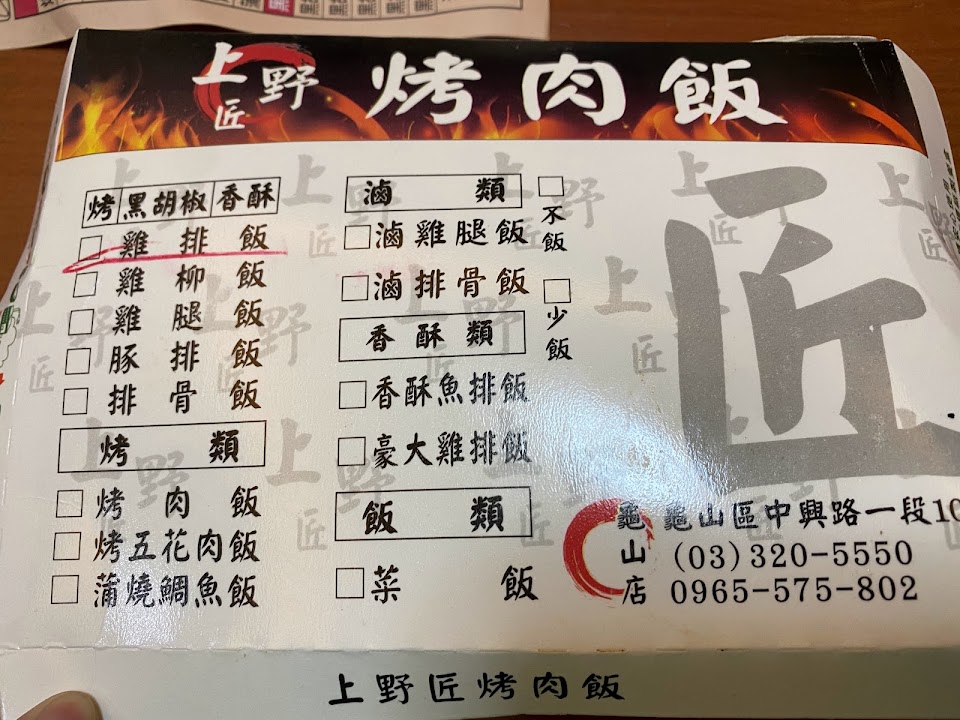 上野匠 烤肉飯
烤 黑胡椒 香酥
雞排飯
雞柳飯
雞腿飯
豚排飯
排骨飯
烤類
烤肉飯
烤五花肉飯
蒲燒鯛魚飯
滷類
滷雞腿飯
滷排骨飯
香酥類
香酥魚排飯
豪大雞排飯
飯類
菜飯
不飯
少飯
匠
龜山店
龜山區中興路一段10
(03)320-5550
0965-575-802
上野匠烤肉飯